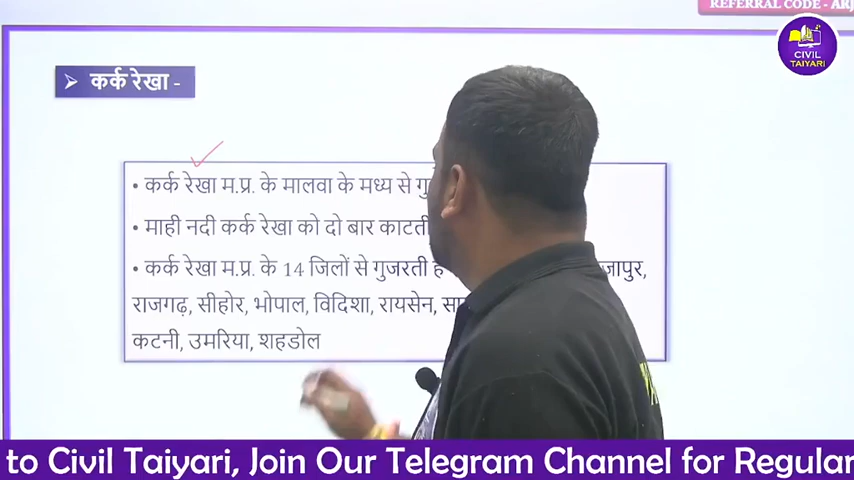 REFERRAL CODE - ARJ
CIVIL
TAIYARI
➤ कर्क रेखा -
• कर्क रेखा म.प्र. के मालवा के मध्य से
• माही नदी कर्क रेखा को दो बार काटती
• कर्क रेखा म.प्र. के 14 जिलों से गुजरती
राजगढ़, सीहोर, भोपाल, विदिशा, रायसेन,
कटनी, उमरिया, शहडोल
to Civil Taiyari, Join Our Telegram Channel for Regular